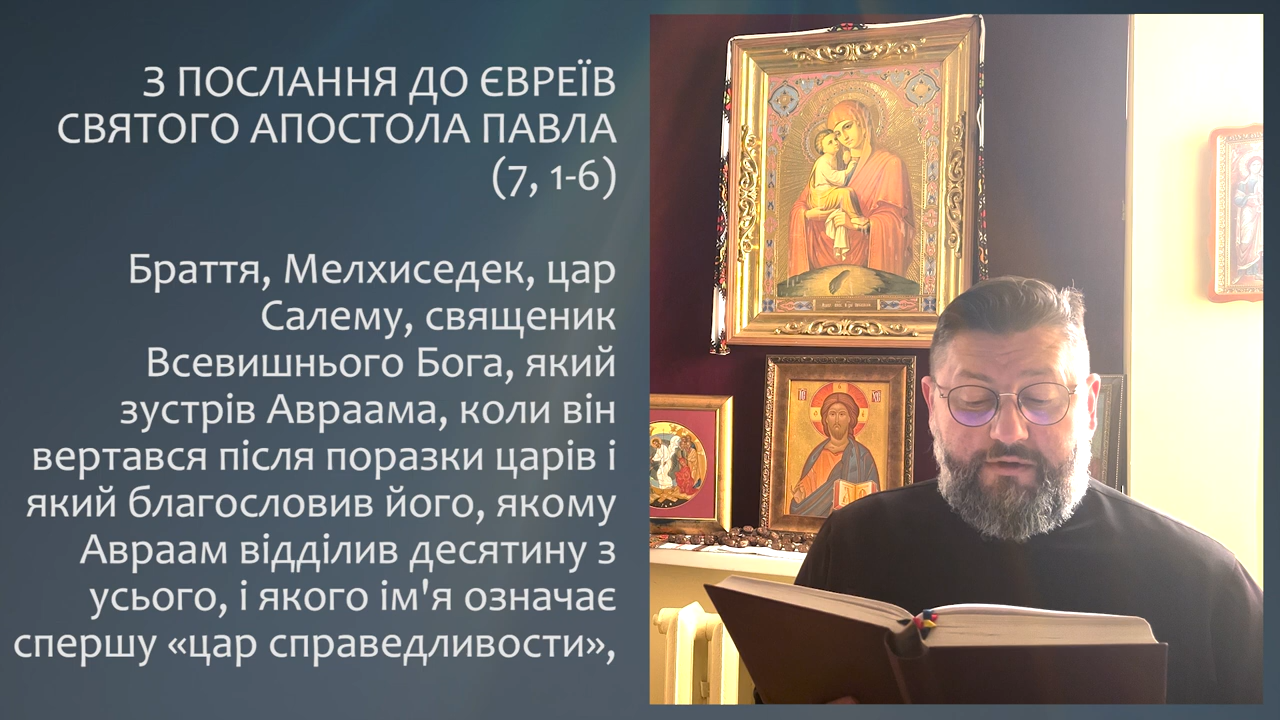 З ПОСЛАННЯ ДО ЄВРЕЇВ
СВЯТОГО АПОСТОЛА ПАВЛА
(7, 1-6)
Браття, Мелхиседек, цар
Салему, священик
Всевишнього Бога, який
зустрів Авраама, коли він
вертався після поразки царів і
який благословив його, якому
Авраам відділив десятину з
усього, і якого ім'я означає
спершу «цар справедливости»,